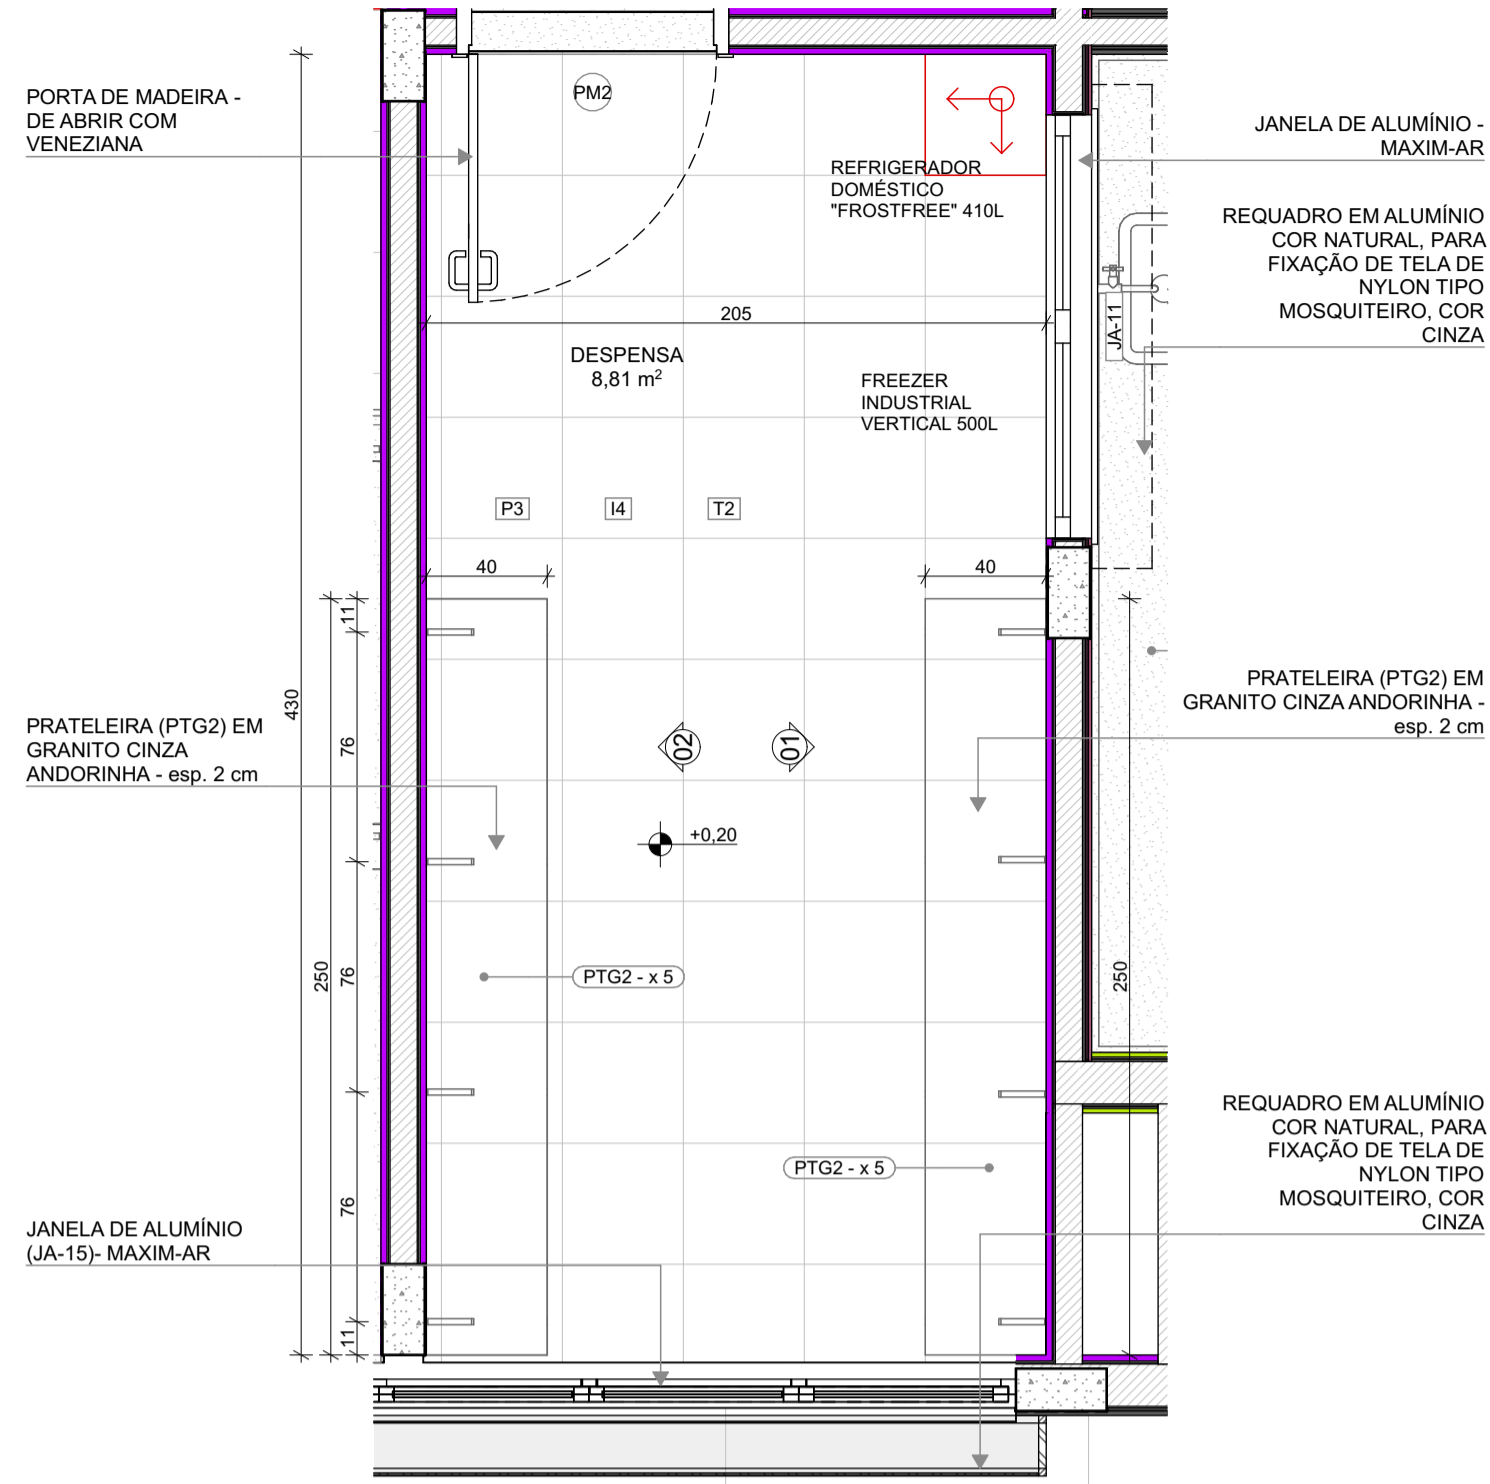 PM2
PORTA DE MADEIRA -
DE ABRIR COM
VENEZIANA
JANELA DE ALUMÍNIO -
MAXIM-AR
REFRIGERADOR
DOMÉSTICO
"FROSTFREE" 410L
REQUADRO EM ALUMÍNIO
COR NATURAL, PARA
FIXAÇÃO DE TELA DE
NYLON TIPO
MOSQUITEIRO, COR
CINZA
JA-11
205
DESPENSA
8,81 m²
FREEZER
INDUSTRIAL
VERTICAL 500L
P3
I4
T2
40
40
11
430
76
PRATELEIRA (PTG2) EM
GRANITO CINZA
ANDORINHA - esp. 2 cm
02
01
PRATELEIRA (PTG2) EM
GRANITO CINZA ANDORINHA -
esp. 2 cm
+0,20
250
76
PTG2 - x 5
250
PTG2 - x 5
76
REQUADRO EM ALUMÍNIO
COR NATURAL, PARA
FIXAÇÃO DE TELA DE
NYLON TIPO
MOSQUITEIRO, COR
CINZA
JANELA DE ALUMÍNIO
(JA-15)- MAXIM-AR
11